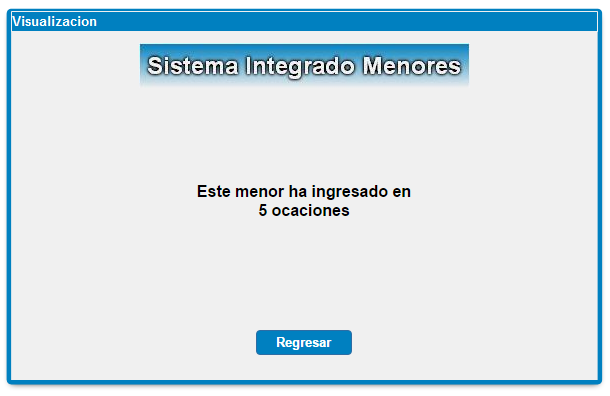 Visualizacion
Sistema Integrado Menores
Este menor ha ingresado en
5 ocaciones
Regresar